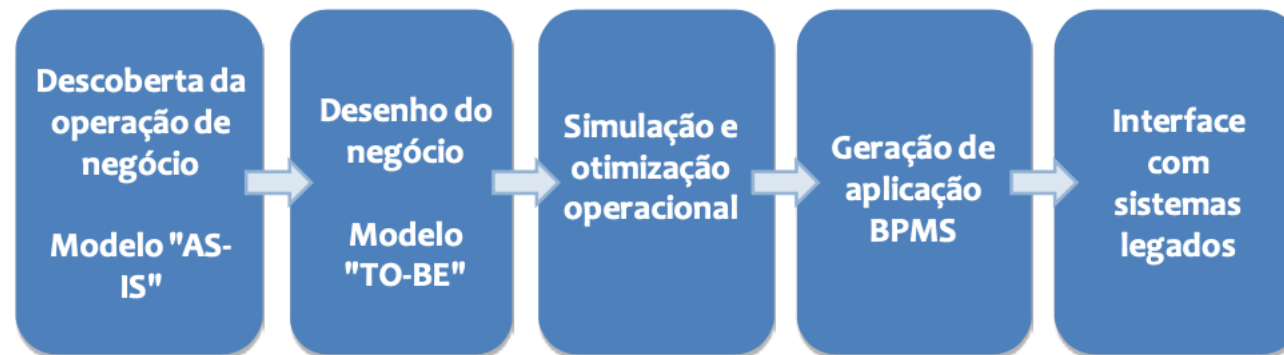 Descoberta da
operação de
negócio
Modelo "AS-
IS"
Desenho do
negócio
Modelo
"TO-BE"
Simulação e
otimização
operacional
Geração de
aplicação
BPMS
Interface
com
sistemas
legados